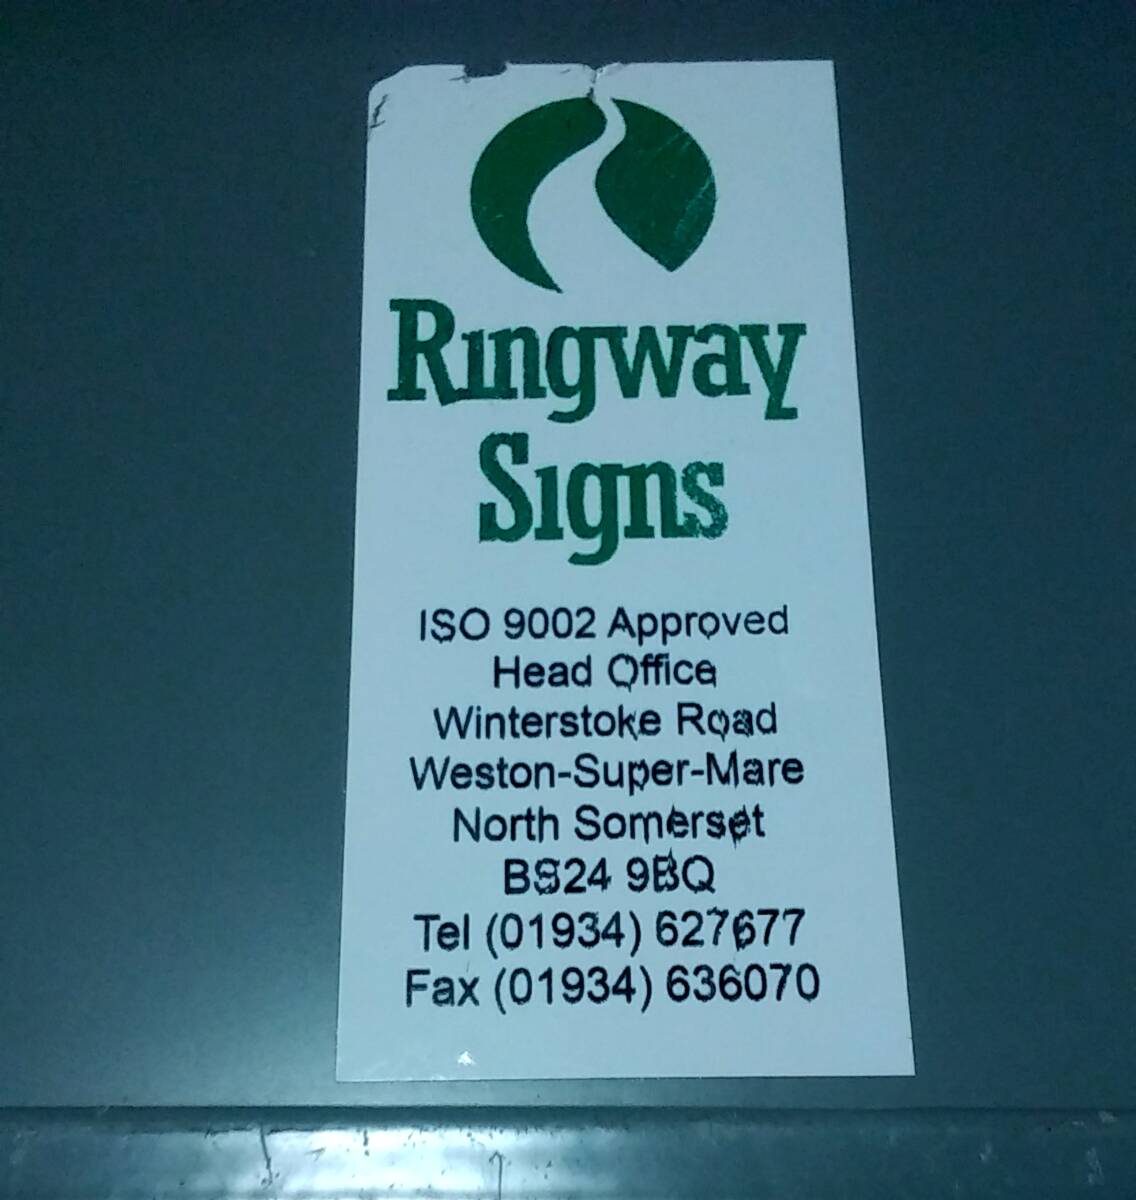 Ringway
Signs
ISO 9002 Approved
Head Office
Winterstoke Road
Weston-Super-Mare
North Somerset
BS24 9BQ
Tel (01934) 627677
Fax (01934) 636070